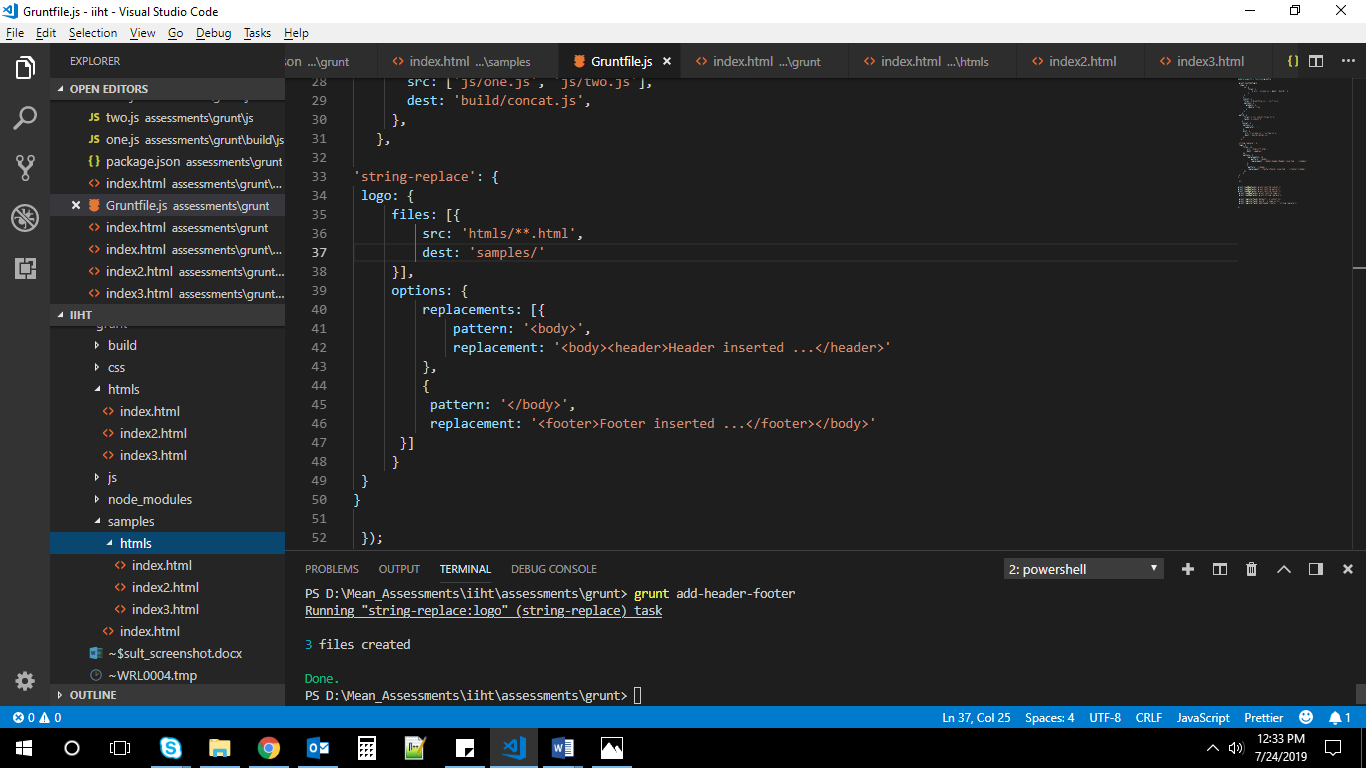 Gruntfile.js - iiht - Visual Studio Code
File Edit Selection View Go Debug Tasks Help
EXPLORER
son ...\grunt
index.html ...\samples
Gruntfile.js
index.html ...\grunt
index.html ...\htmls
index2.html
index3.html
OPEN EDITORS
JS two.js assessments\grunt\js
JS one.js assessments\grunt\build\js
{} package.json assessments\grunt
<> index.html assessments\grunt\...
Gruntfile.js assessments\grunt
<> index.html assessments\grunt
<> index.html assessments\grunt\...
<> index2.html assessments\grunt...
<> index3.html assessments\grunt...
IIHT
grunt
build
css
htmls
<> index.html
<> index2.html
<> index3.html
js
node_modules
samples
htmls
<> index.html
<> index2.html
<> index3.html
<> index.html
~$sult_screenshot.docx
~WRL0004.tmp
OUTLINE
28 src: ['js/one.js', 'js/two.js'],
29 dest: 'build/concat.js',
30 },
31 },
32
33 'string-replace': {
34 logo: {
35 files: [{
36 src: 'htmls/**.html',
37 dest: 'samples/'
38 }],
39 options: {
40 replacements: [{
41 pattern: '<body>',
42 replacement: '<body><header>Header inserted ...</header>'
43 },
44 {
45 pattern: '</body>',
46 replacement: '<footer>Footer inserted ...</footer></body>'
47 }]
48 }
49 }
50 }
51
52 });
PROBLEMS OUTPUT TERMINAL DEBUG CONSOLE
2: powershell
PS D:\Mean_Assessments\iiht\assessments\grunt> grunt add-header-footer
Running "string-replace:logo" (string-replace) task
3 files created
Done.
PS D:\Mean_Assessments\iiht\assessments\grunt>
0 0
Ln 37, Col 25 Spaces: 4 UTF-8 CRLF JavaScript Prettier 1
12:33 PM
7/24/2019